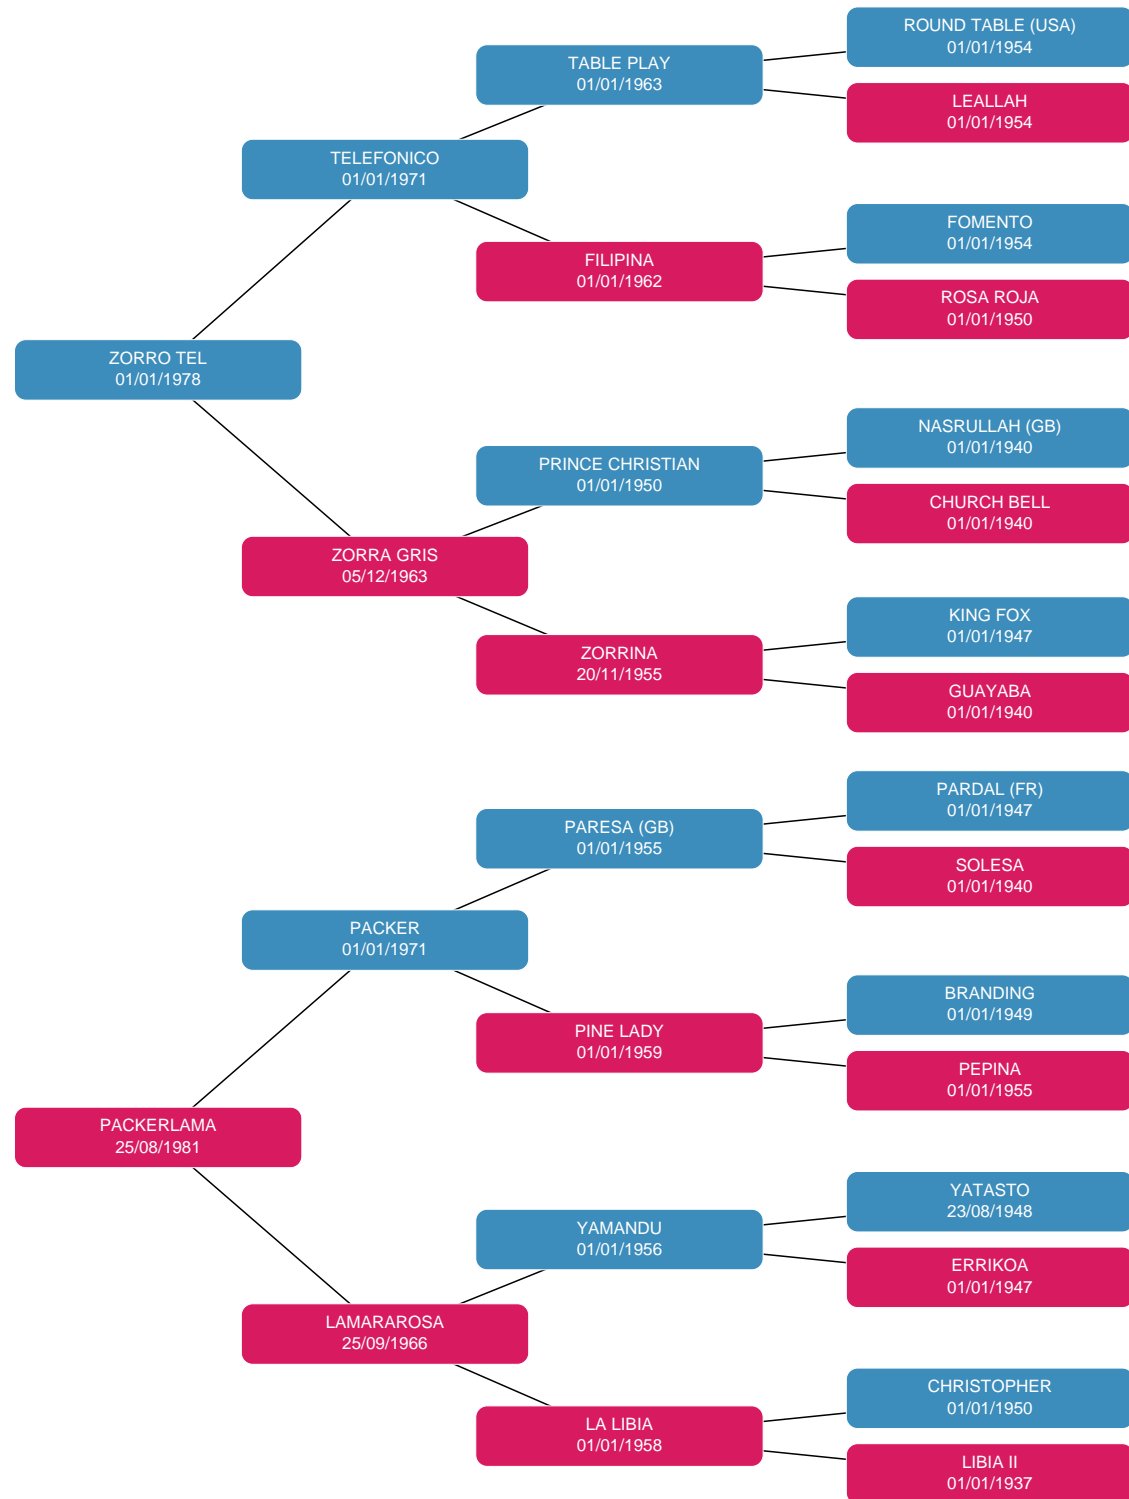 ROUND TABLE (USA)
01/01/1954
TABLE PLAY
01/01/1963
LEALLAH
01/01/1954
TELEFONICO
01/01/1971
FOMENTO
01/01/1954
FILIPINA
01/01/1962
ROSA ROJA
01/01/1950
ZORRO TEL
01/01/1978
NASRULLAH (GB)
01/01/1940
PRINCE CHRISTIAN
01/01/1950
CHURCH BELL
01/01/1940
ZORRA GRIS
05/12/1963
KING FOX
01/01/1947
ZORRINA
20/11/1955
GUAYABA
01/01/1940
PARDAL (FR)
01/01/1947
PARESA (GB)
01/01/1955
SOLESA
01/01/1940
PACKER
01/01/1971
BRANDING
01/01/1949
PINE LADY
01/01/1959
PEPINA
01/01/1955
PACKERLAMA
25/08/1981
YATASTO
23/08/1948
YAMANDU
01/01/1956
ERRIKOA
01/01/1947
LAMARAROSA
25/09/1966
CHRISTOPHER
01/01/1950
LA LIBIA
01/01/1958
LIBIA II
01/01/1937